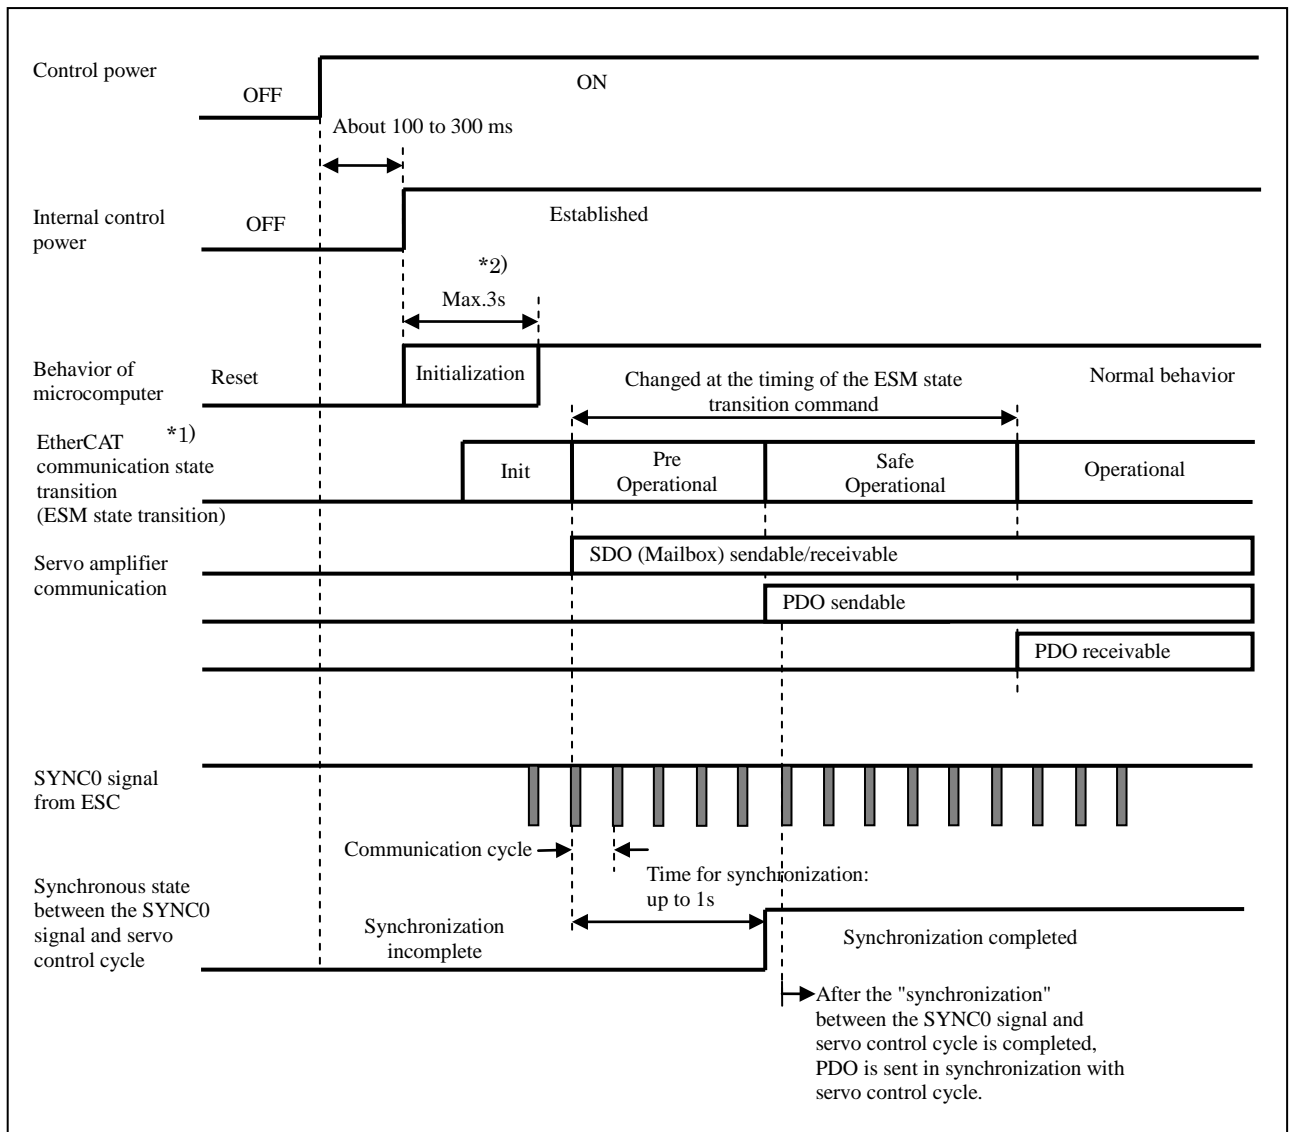 Control power
OFF
ON
About 100 to 300 ms
Internal control
power
OFF
Established
*2)
Max.3s
Behavior of
microcomputer
Reset
Initialization
Changed at the timing of the ESM state
transition command
Normal behavior
EtherCAT *1)
communication state
transition
(ESM state transition)
Init
Pre
Operational
Safe
Operational
Operational
Servo amplifier
communication
SDO (Mailbox) sendable/receivable
PDO sendable
PDO receivable
SYNC0 signal
from ESC
Communication cycle
Time for synchronization:
up to 1s
Synchronous state
between the SYNC0
signal and servo
control cycle
Synchronization
incomplete
Synchronization completed
After the "synchronization"
between the SYNC0 signal and
servo control cycle is completed,
PDO is sent in synchronization with
servo control cycle.